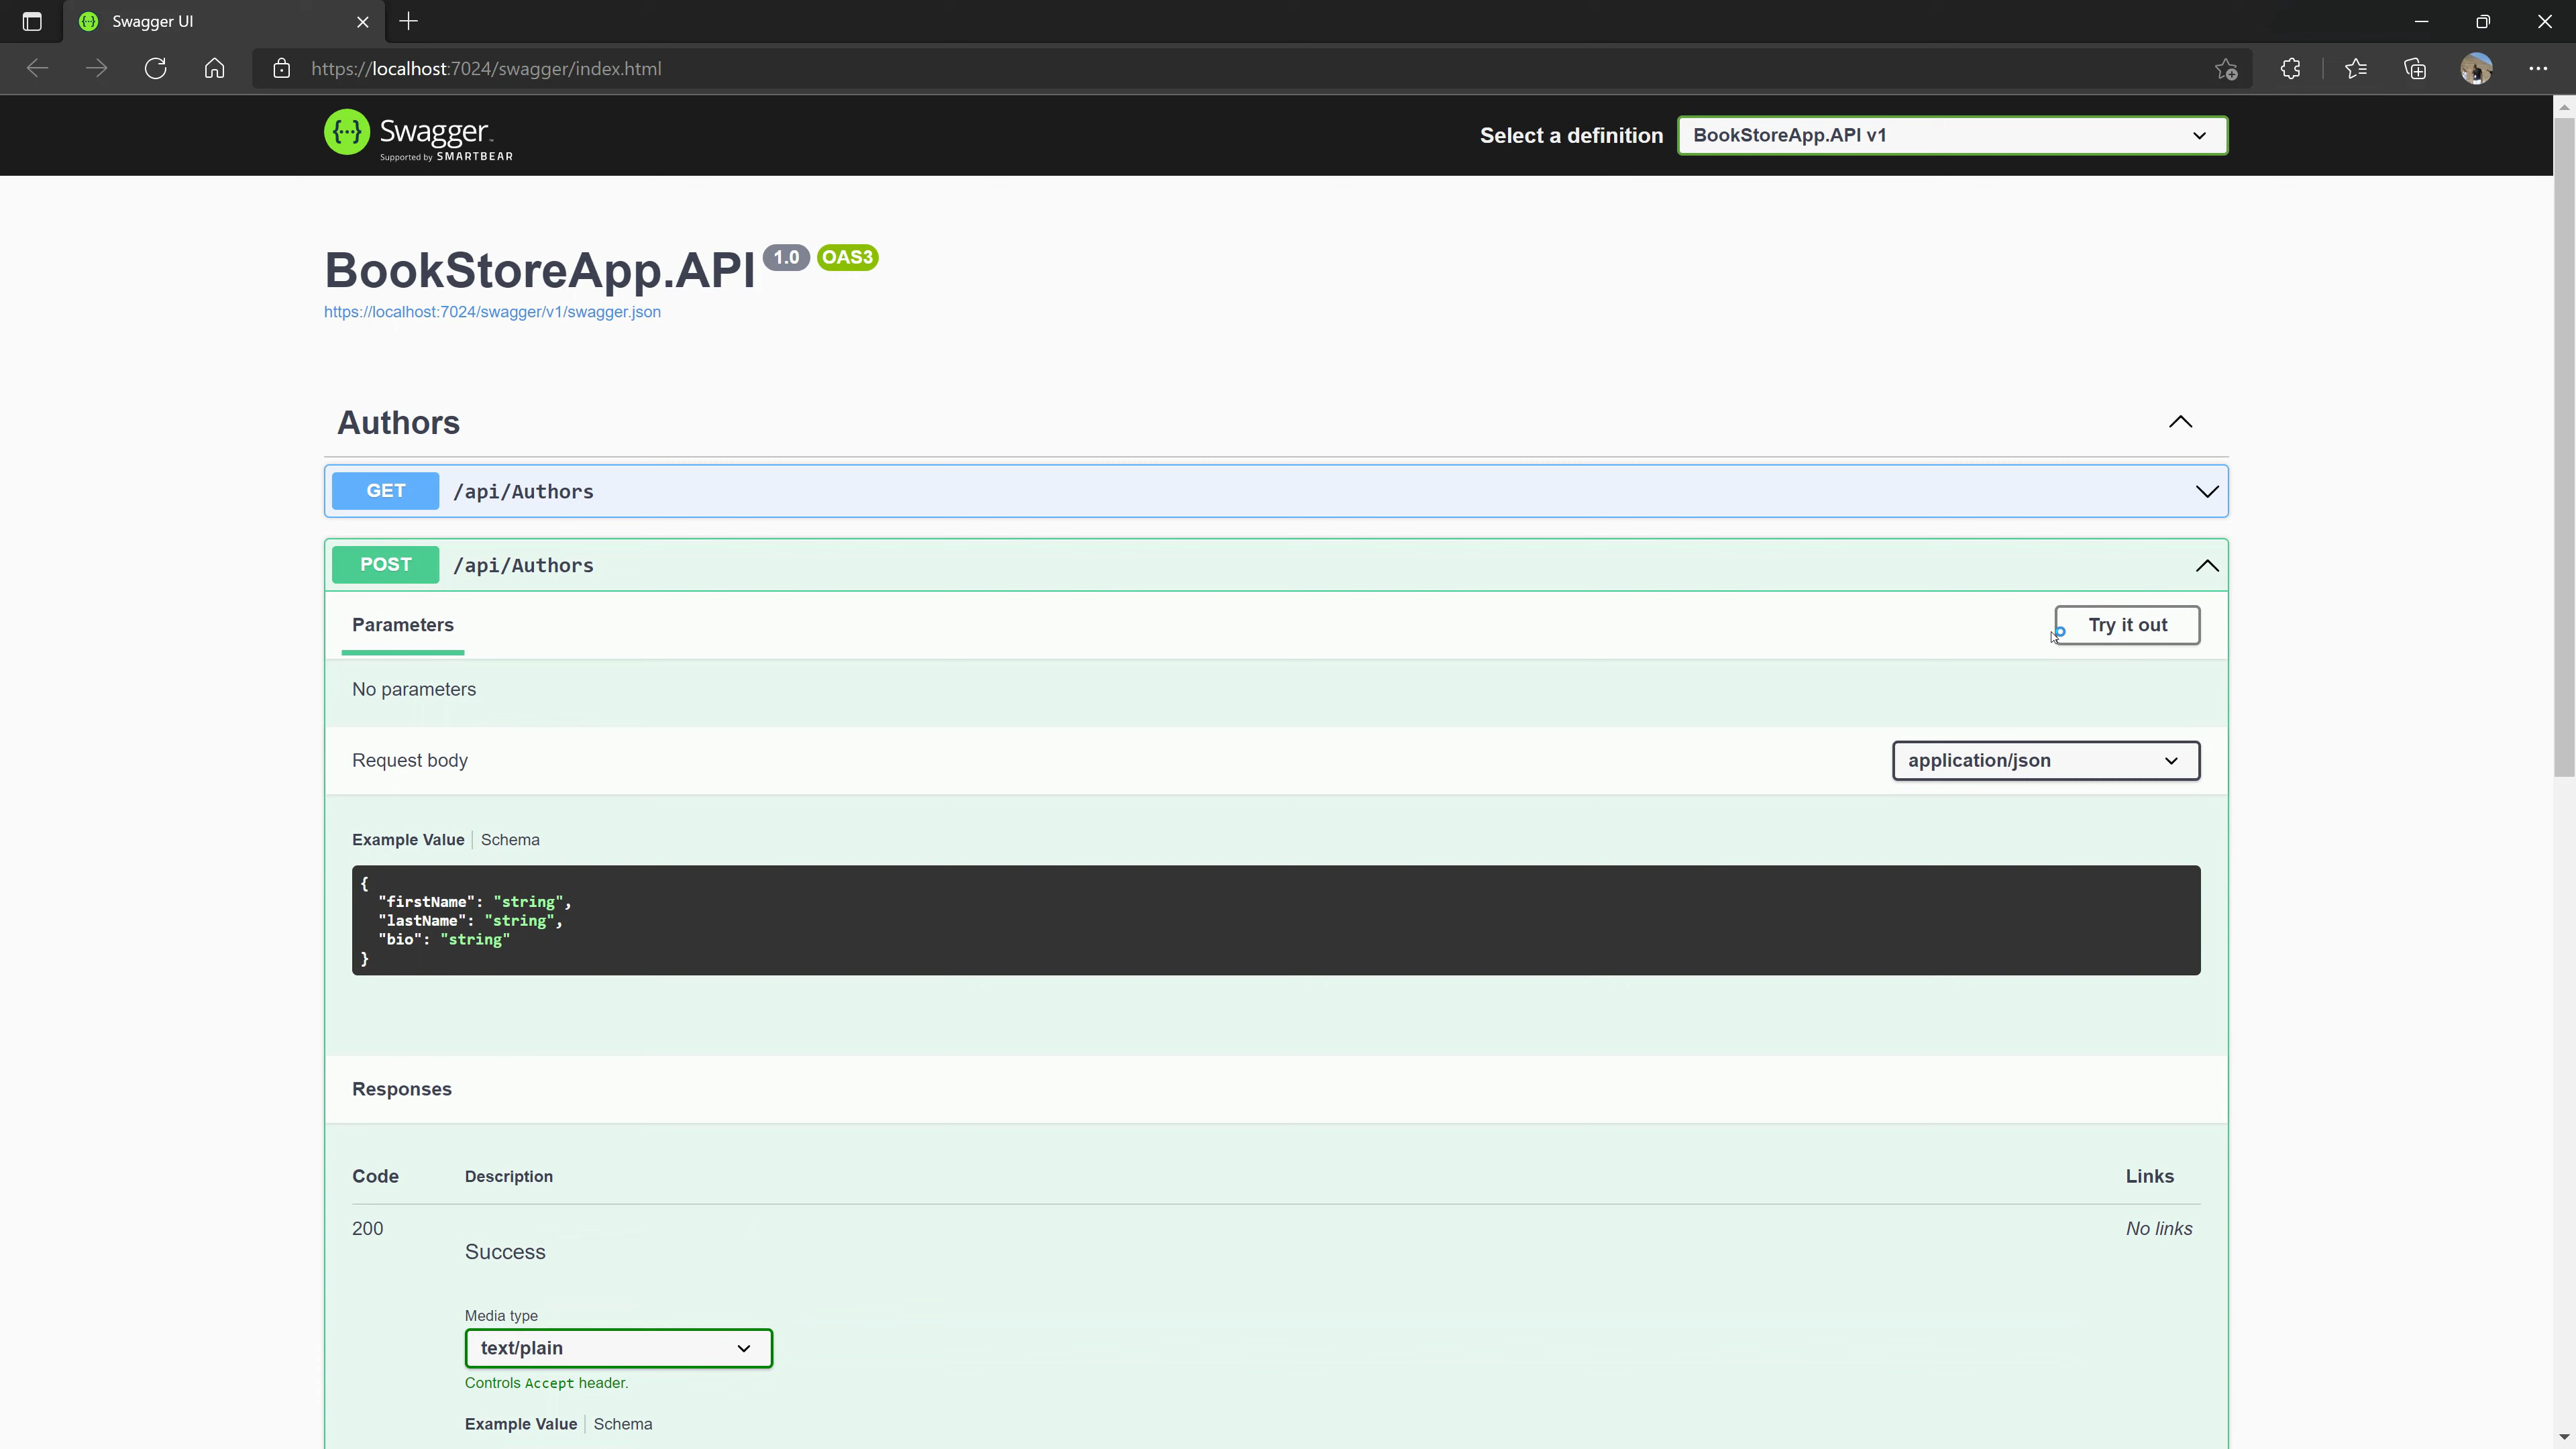 Swagger UI
https://localhost:7024/swagger/index.html
{···} Swagger™
Supported by SMARTBEAR
Select a definition
BookStoreApp.API v1
BookStoreApp.API 1.0 OAS3
https://localhost:7024/swagger/v1/swagger.json
Authors
GET /api/Authors
POST /api/Authors
Parameters
Try it out
No parameters
Request body
application/json
Example Value Schema
{
"firstName": "string",
"lastName": "string",
"bio": "string"
}
Responses
Code Description Links
200 No links
Success
Media type
text/plain
Controls Accept header.
Example Value Schema